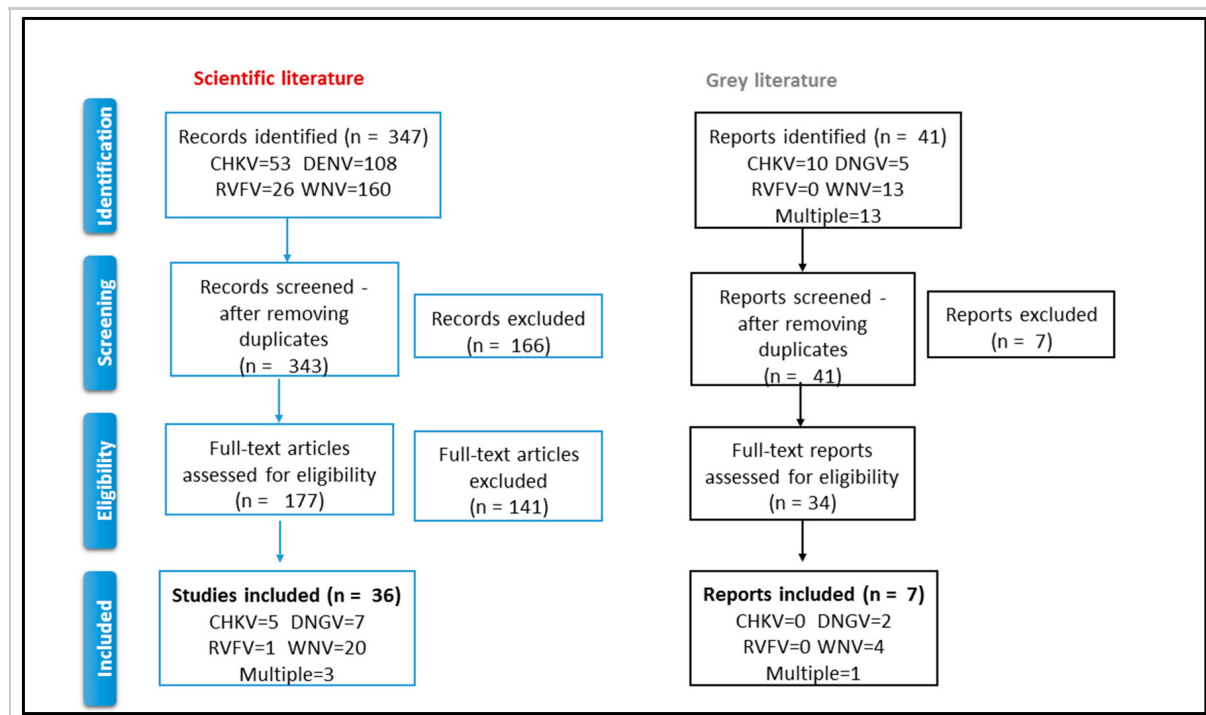 Scientific literature
Grey literature
Identification
Records identified (n = 347)
CHKV=53 DENV=108
RVFV=26 WNV=160
Reports identified (n = 41)
CHKV=10 DNGV=5
RVFV=0 WNV=13
Multiple=13
Screening
Records screened -
after removing
duplicates
(n = 343)
Records excluded
(n = 166)
Reports screened -
after removing
duplicates
(n = 41)
Reports excluded
(n = 7)
Eligibility
Full-text articles
assessed for eligibility
(n = 177)
Full-text articles
excluded
(n = 141)
Full-text reports
assessed for eligibility
(n = 34)
Included
Studies included (n = 36)
CHKV=5 DNGV=7
RVFV=1 WNV=20
Multiple=3
Reports included (n = 7)
CHKV=0 DNGV=2
RVFV=0 WNV=4
Multiple=1